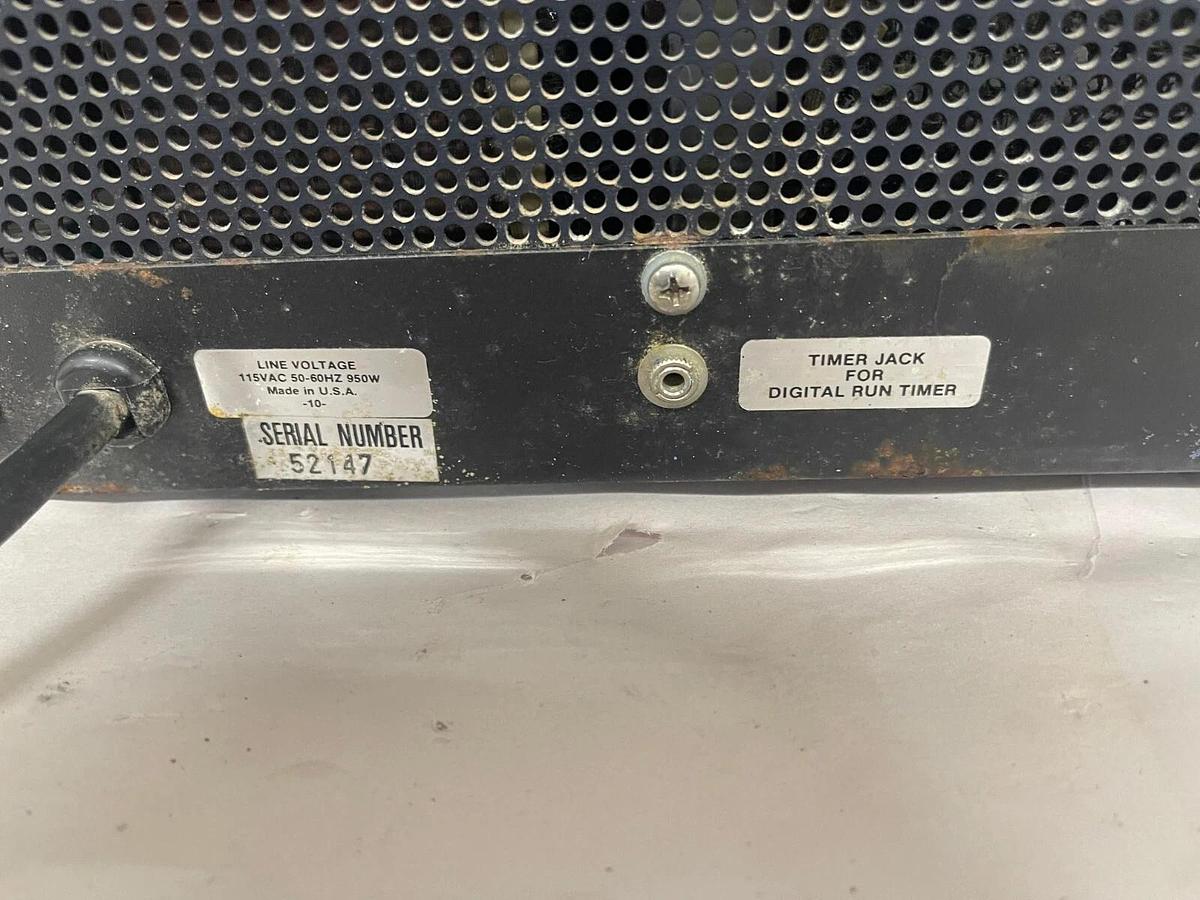 LINE VOLTAGE
115VAC 50-60HZ 950W
Made in U.S.A.
-10-
SERIAL NUMBER
52147
TIMER JACK
FOR
DIGITAL RUN TIMER